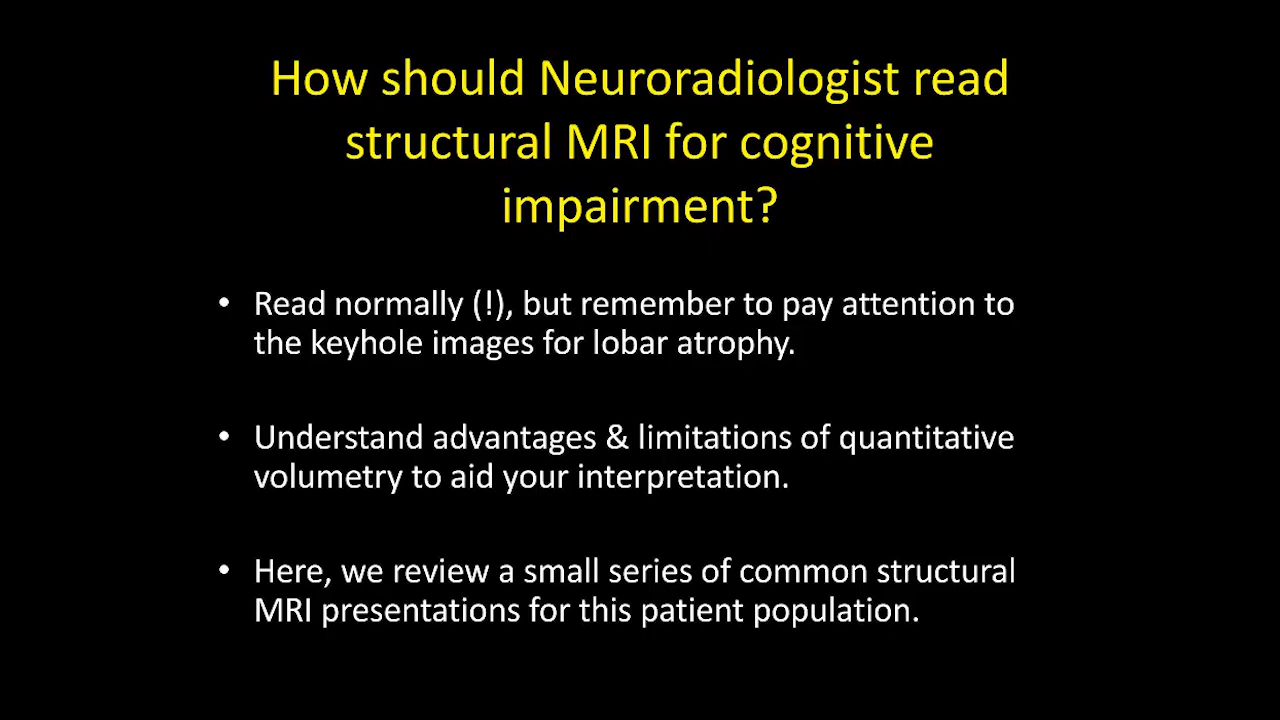 How should Neuroradiologist read
structural MRI for cognitive
impairment?
• Read normally (!), but remember to pay attention to
the keyhole images for lobar atrophy.
• Understand advantages & limitations of quantitative
volumetry to aid your interpretation.
• Here, we review a small series of common structural
MRI presentations for this patient population.